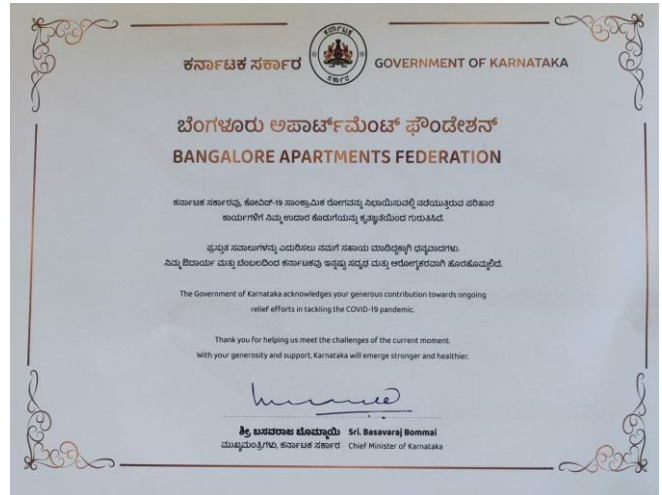 ಕರ್ನಾಟಕ ಸರ್ಕಾರ GOVERNMENT OF KARNATAKA
ಬೆಂಗಳೂರು ಅಪಾರ್ಟ್‌ಮೆಂಟ್ ಫೌಂಡೇಶನ್
BANGALORE APARTMENTS FEDERATION
ಕರ್ನಾಟಕ ಸರ್ಕಾರವು, ಕೋವಿಡ್-19 ಸಾಂಕ್ರಾಮಿಕ ರೋಗವನ್ನು ನಿಭಾಯಿಸುವಲ್ಲಿ ನಡೆಯುತ್ತಿರುವ ಪರಿಹಾರ
ಕಾರ್ಯಗಳಿಗೆ ನಿಮ್ಮ ಉದಾರ ಕೊಡುಗೆಯನ್ನು ಕೃತಜ್ಞತೆಯಿಂದ ಗುರುತಿಸಿದೆ.
ಪ್ರಸ್ತುತ ಸವಾಲುಗಳನ್ನು ಎದುರಿಸಲು ನಮಗೆ ಸಹಾಯ ಮಾಡಿದ್ದಕ್ಕಾಗಿ ಧನ್ಯವಾದಗಳು.
ನಿಮ್ಮ ಔದಾರ್ಯ ಮತ್ತು ಬೆಂಬಲದಿಂದ ಕರ್ನಾಟಕವು ಇನ್ನಷ್ಟು ಸದೃಢ ಮತ್ತು ಆರೋಗ್ಯಕರವಾಗಿ ಹೊರಹೊಮ್ಮಲಿದೆ.
The Government of Karnataka acknowledges your generous contribution towards ongoing
relief efforts in tackling the COVID-19 pandemic.
Thank you for helping us meet the challenges of the current moment.
With your generosity and support, Karnataka will emerge stronger and healthier.
ಶ್ರೀ ಬಸವರಾಜ ಬೊಮ್ಮಾಯಿ Sri. Basavaraj Bommai
ಮುಖ್ಯಮಂತ್ರಿಗಳು, ಕರ್ನಾಟಕ ಸರ್ಕಾರ Chief Minister of Karnataka